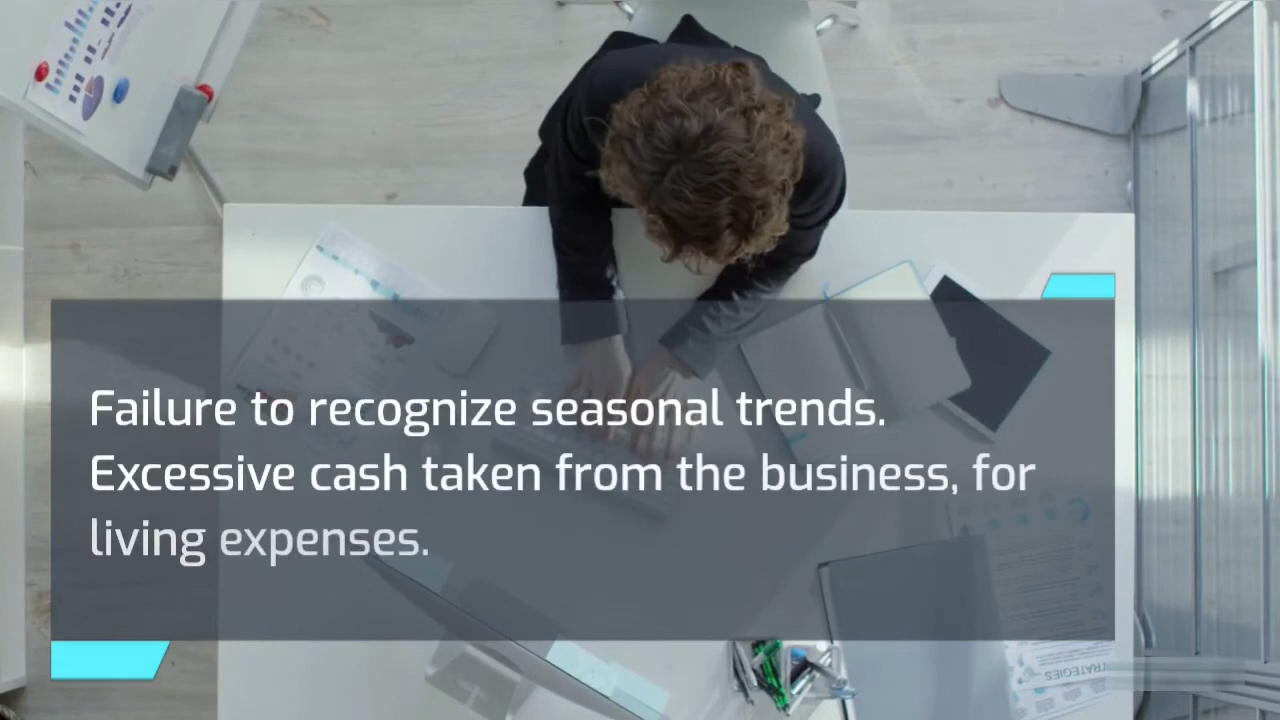 Failure to recognize seasonal trends.
Excessive cash taken from the business, for
living expenses.